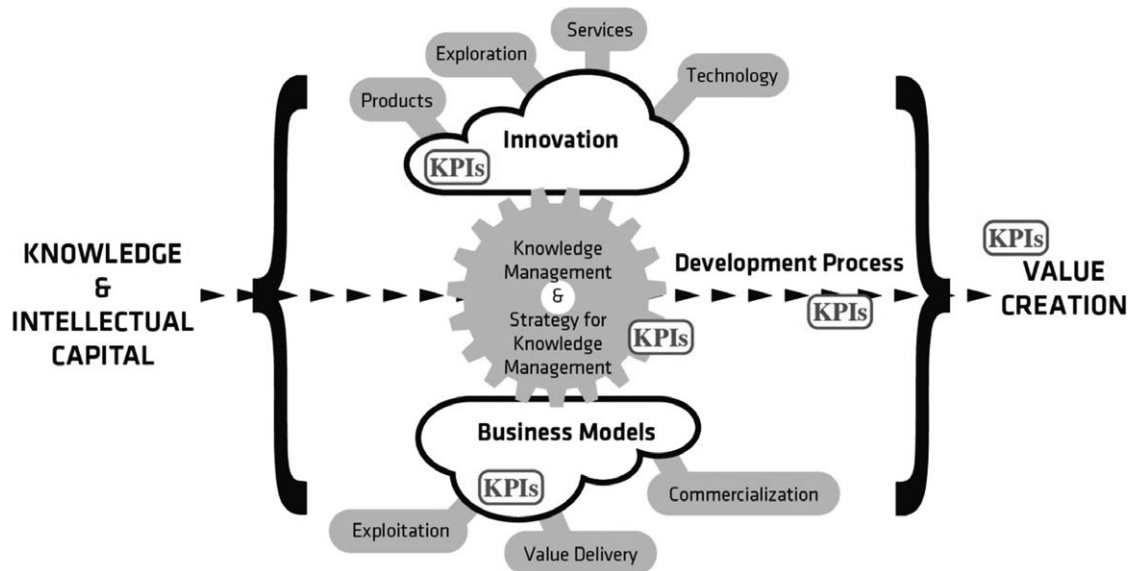 Services
Exploration
Technology
Products
Innovation
KPIs
KNOWLEDGE
&
INTELLECTUAL
CAPITAL
Knowledge
Management
&
Strategy for
Knowledge
Management
KPIs
Development Process
KPIs
KPIs
VALUE
CREATION
Business Models
KPIs
Commercialization
Exploitation
Value Delivery